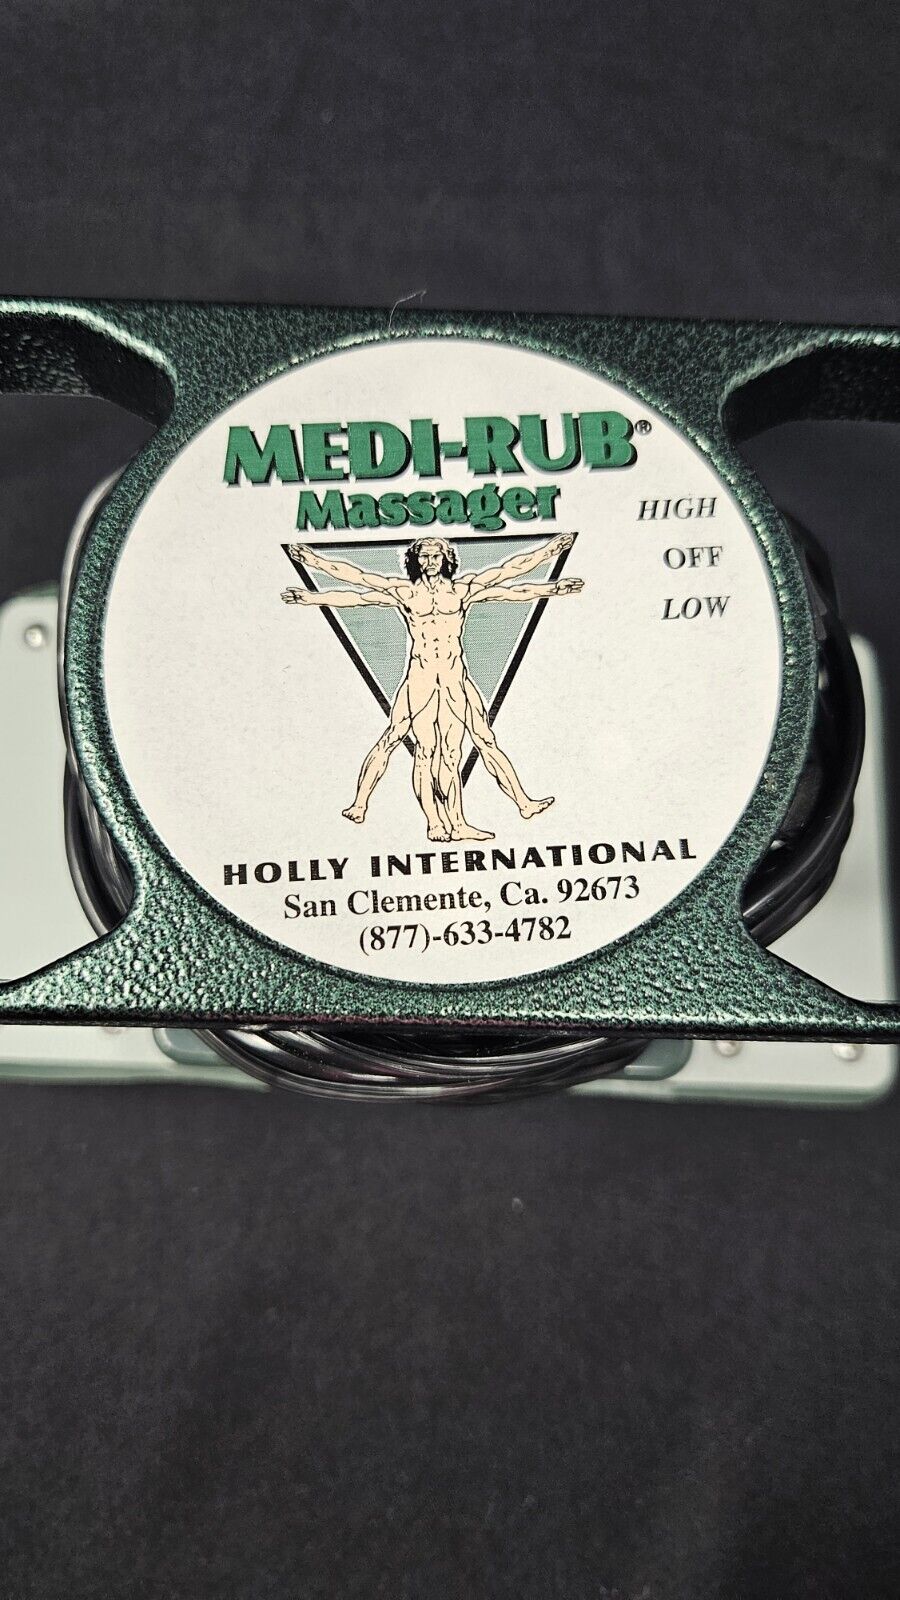 MEDI-RUB®
Massager
HIGH
OFF
LOW
HOLLY INTERNATIONAL
San Clemente, Ca. 92673
(877)-633-4782